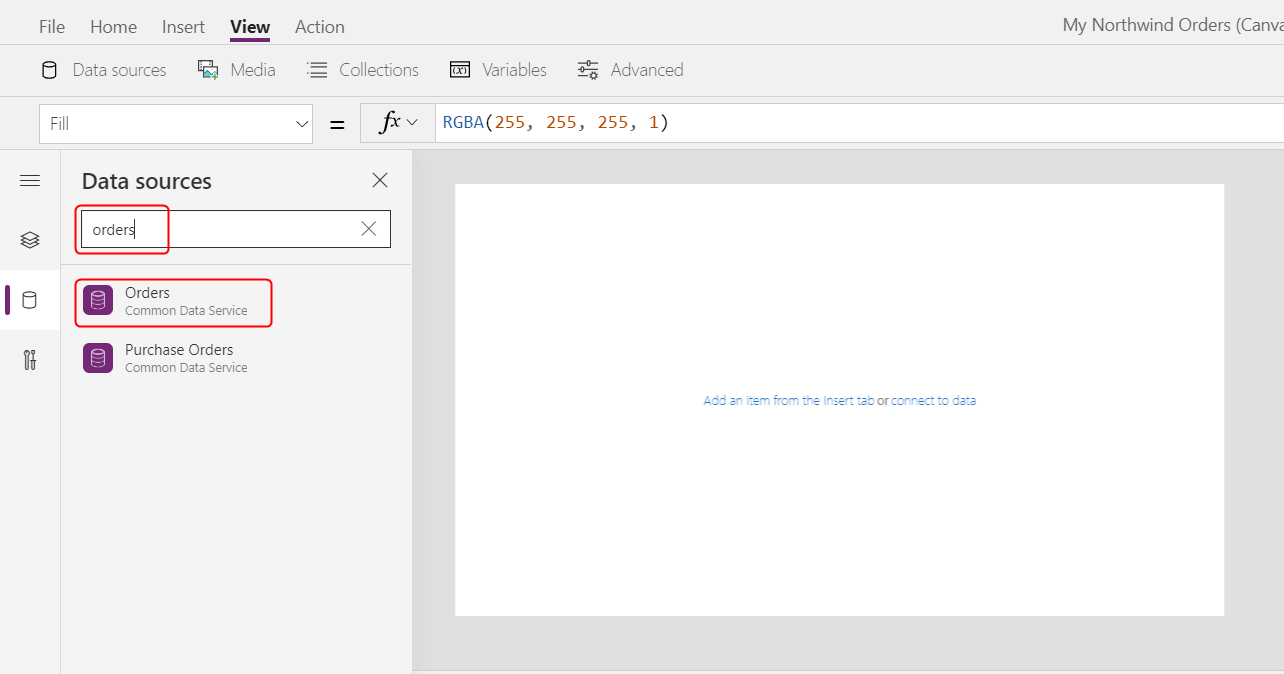 File Home Insert View Action My Northwind Orders (Canva
Data sources Media Collections Variables Advanced
Fill = fx RGBA(255, 255, 255, 1)
Data sources
orders
Orders
Common Data Service
Purchase Orders
Common Data Service
Add an item from the Insert tab or connect to data